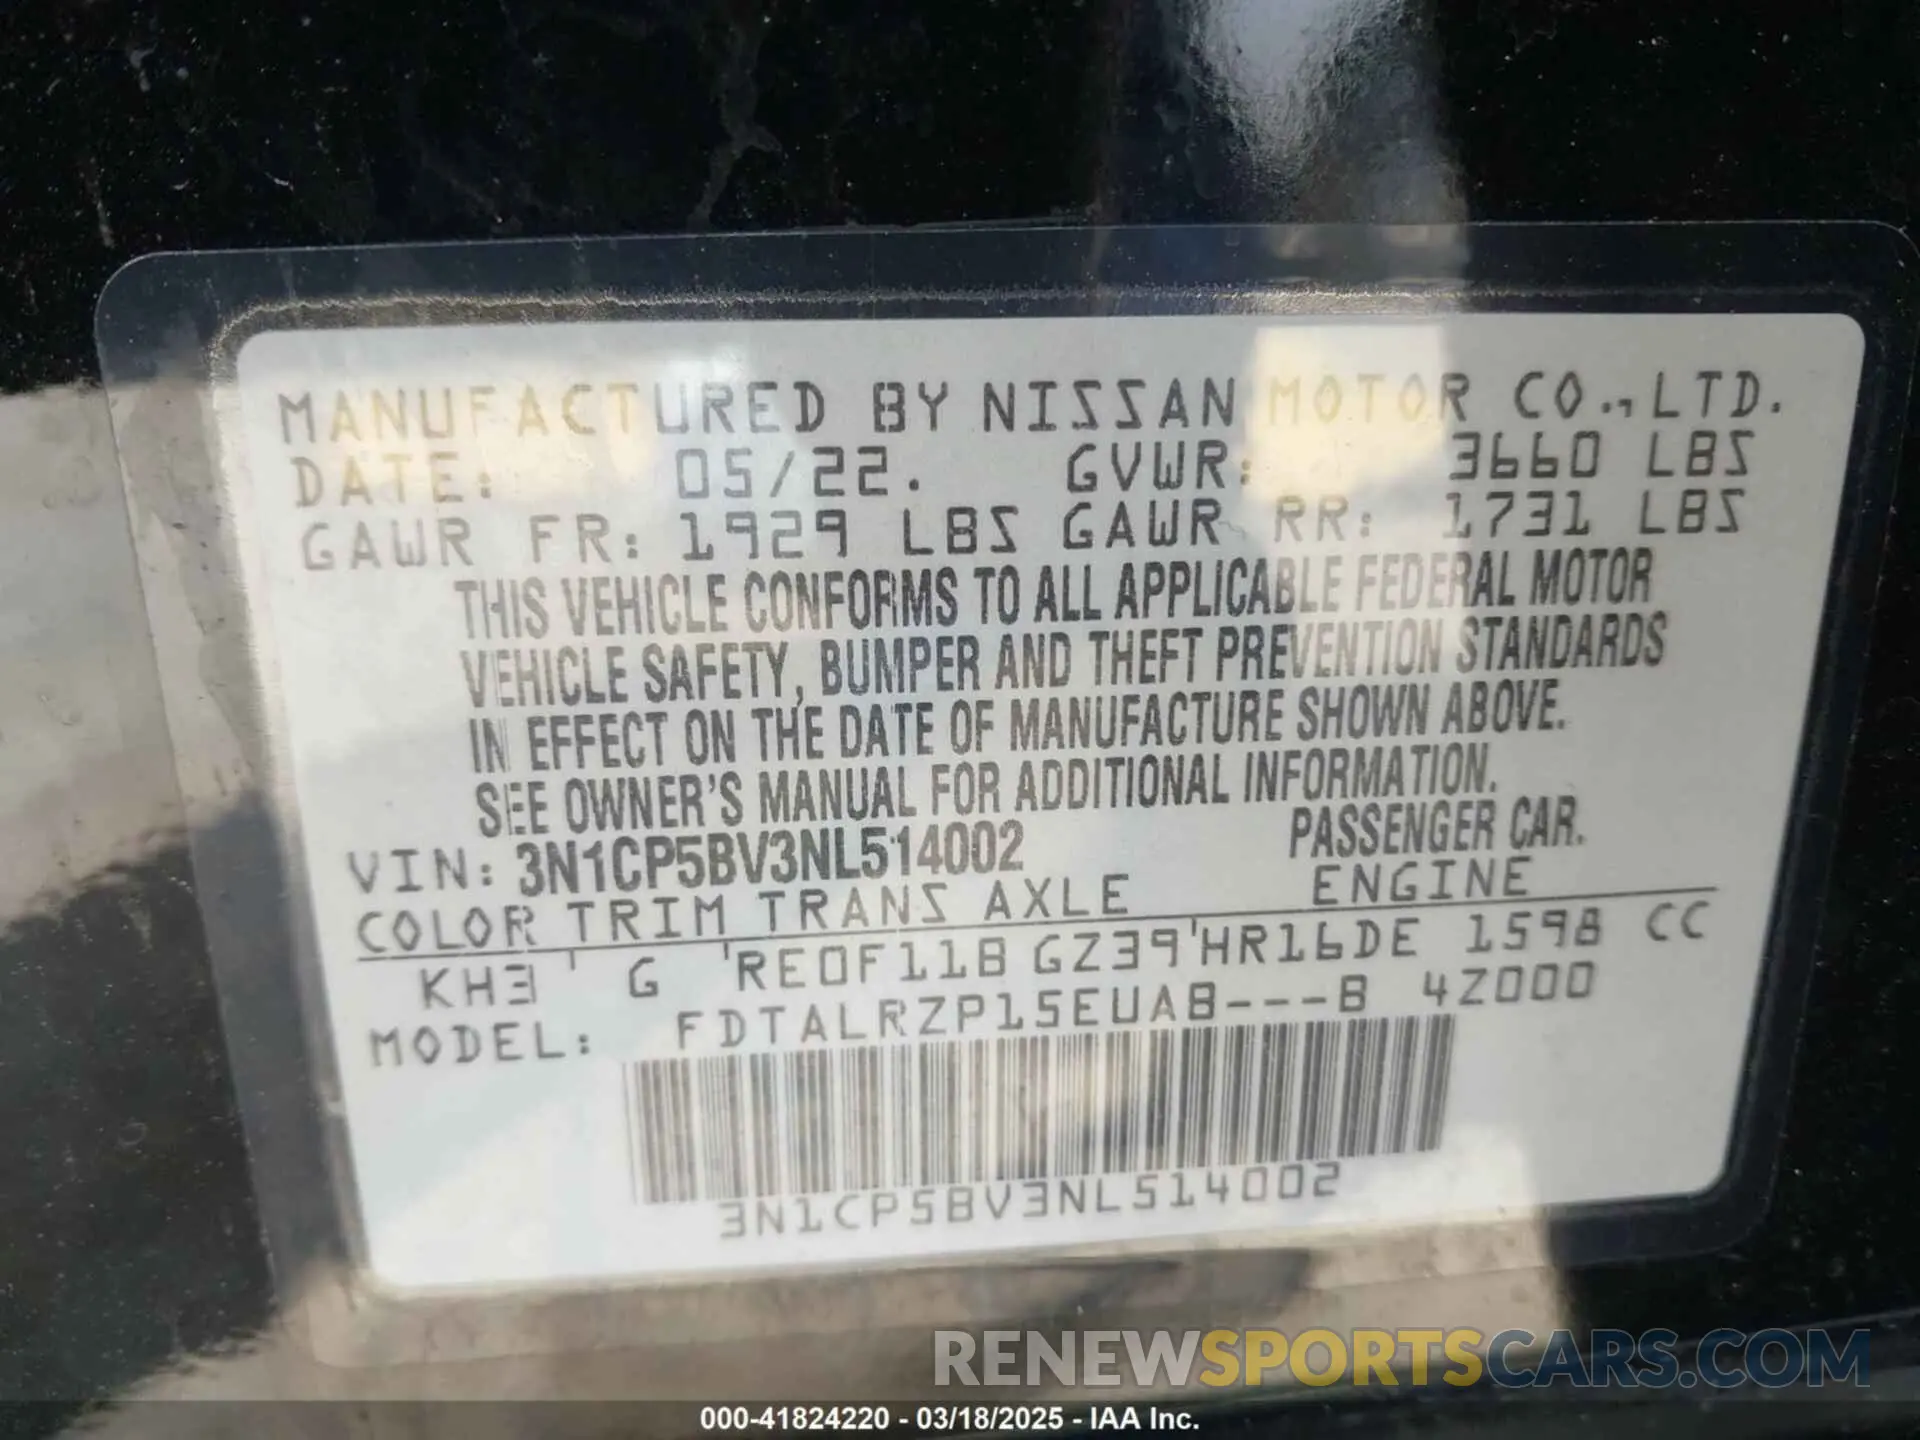 MANUFACTURED BY NISSAN MOTOR CO.,LTD.
DATE: 05/22. GVWR: 3660 LBS
GAWR FR: 1929 LBS GAWR RR: 1731 LBS
THIS VEHICLE CONFORMS TO ALL APPLICABLE FEDERAL MOTOR
VEHICLE SAFETY, BUMPER AND THEFT PREVENTION STANDARDS
IN EFFECT ON THE DATE OF MANUFACTURE SHOWN ABOVE.
SEE OWNER'S MANUAL FOR ADDITIONAL INFORMATION.
VIN: 3N1CP5BV3NL514002 PASSENGER CAR.
COLOR TRIM TRANS AXLE ENGINE
KH3 ' G 'RE0F11B GZ39'HR16DE 1598 CC
MODEL: FDTALRZP15EUAB---B 4Z000
3N1CP5BV3NL514002
RENEWSPORTSCARS.COM
000-41824220 - 03/18/2025 - IAA Inc.